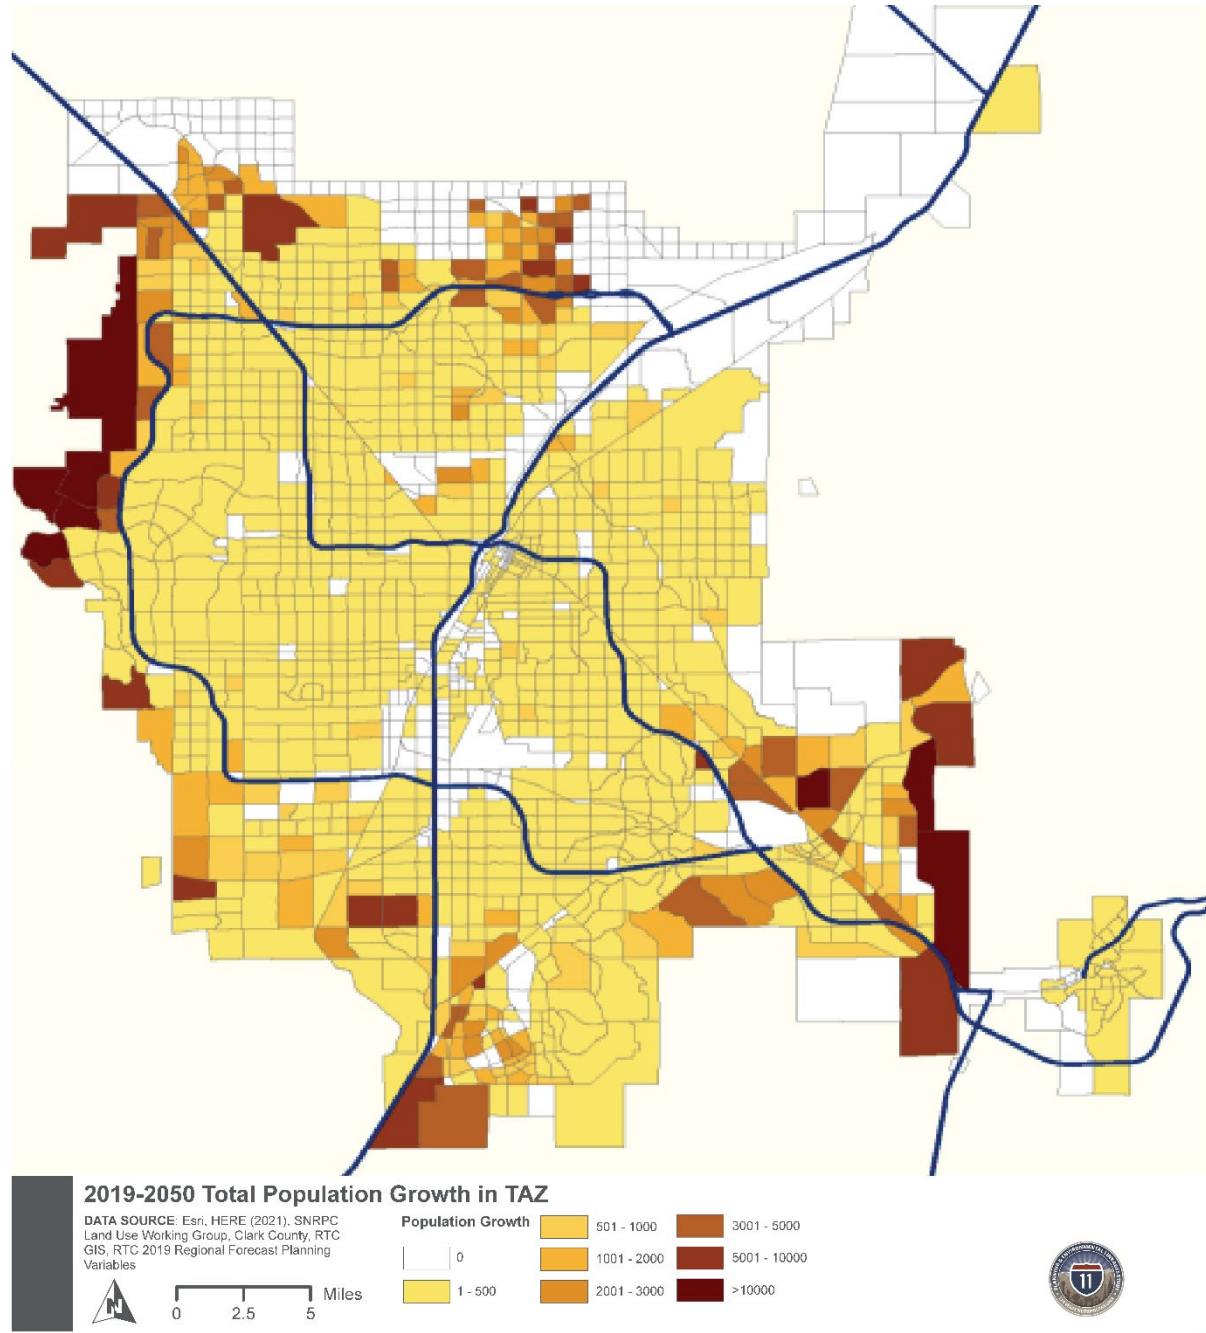 2019-2050 Total Population Growth in TAZ
DATA SOURCE: Esri, HERE (2021), SNRPC
Land Use Working Group, Clark County, RTC
GIS, RTC 2019 Regional Forecast Planning
Variables
N
0 2.5 5 Miles
Population Growth
0
1 - 500
501 - 1000
1001 - 2000
2001 - 3000
3001 - 5000
5001 - 10000
>10000
11